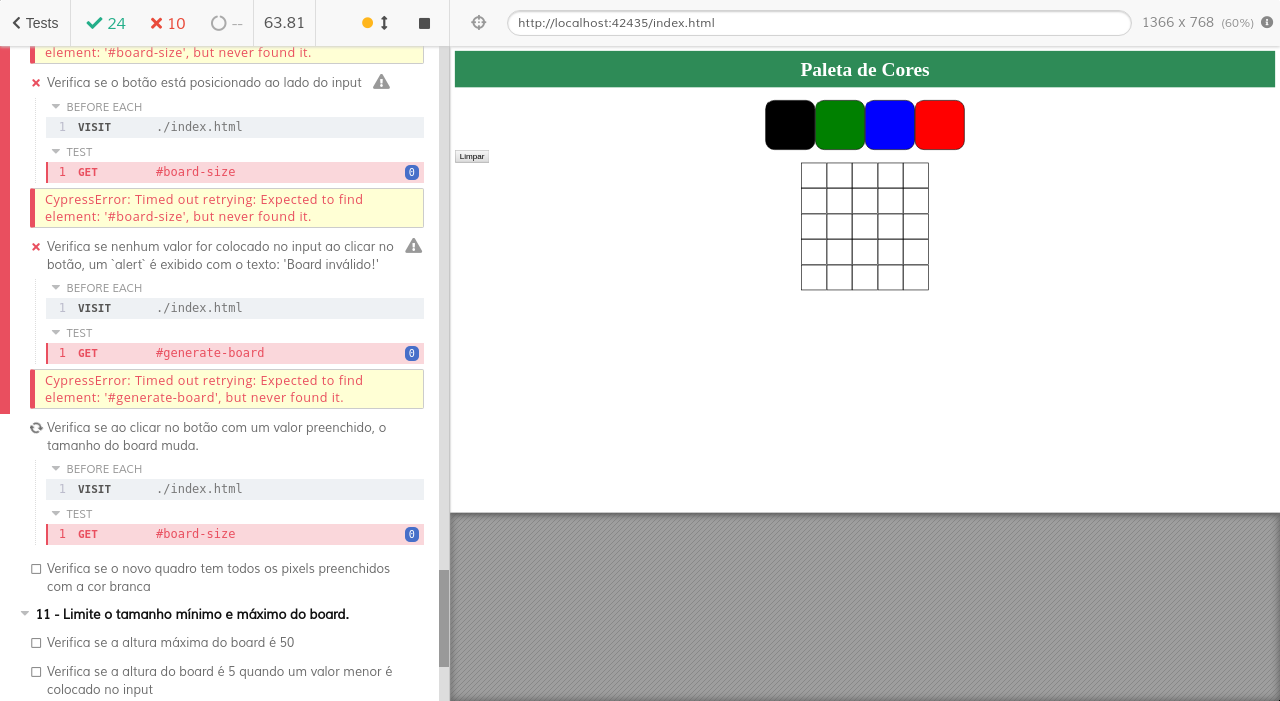 Tests
24
10
--
63.81
http://localhost:42435/index.html
1366 x 768 (60%)
element: '#board-size', but never found it.
Verifica se o botão está posicionado ao lado do input
BEFORE EACH
1 VISIT ./index.html
TEST
1 GET #board-size 0
CypressError: Timed out retrying: Expected to find
element: '#board-size', but never found it.
Verifica se nenhum valor for colocado no input ao clicar no
botão, um `alert` é exibido com o texto: 'Board inválido!'
BEFORE EACH
1 VISIT ./index.html
TEST
1 GET #generate-board 0
CypressError: Timed out retrying: Expected to find
element: '#generate-board', but never found it.
Verifica se ao clicar no botão com um valor preenchido, o
tamanho do board muda.
BEFORE EACH
1 VISIT ./index.html
TEST
1 GET #board-size 0
Verifica se o novo quadro tem todos os pixels preenchidos
com a cor branca
11 - Limite o tamanho mínimo e máximo do board.
Verifica se a altura máxima do board é 50
Verifica se a altura do board é 5 quando um valor menor é
colocado no input
Paleta de Cores
Limpar